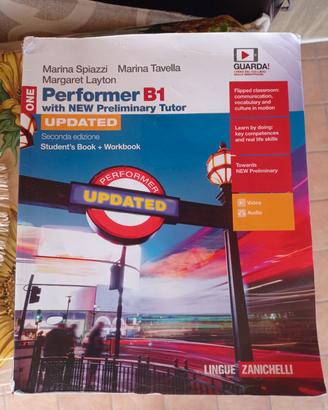 Marina Spiazzi Marina Tavella
Margaret Layton
GUARDA!
ONE
Performer B1
with NEW Preliminary Tutor
UPDATED
Seconda edizione
Student's Book + Workbook
Flipped classroom:
communication,
vocabulary and
culture in motion
Learn by doing:
key competences
and real life skills
Towards
NEW Preliminary
Video
Audio
PERFORMER
UPDATED
LINGUE ZANICHELLI